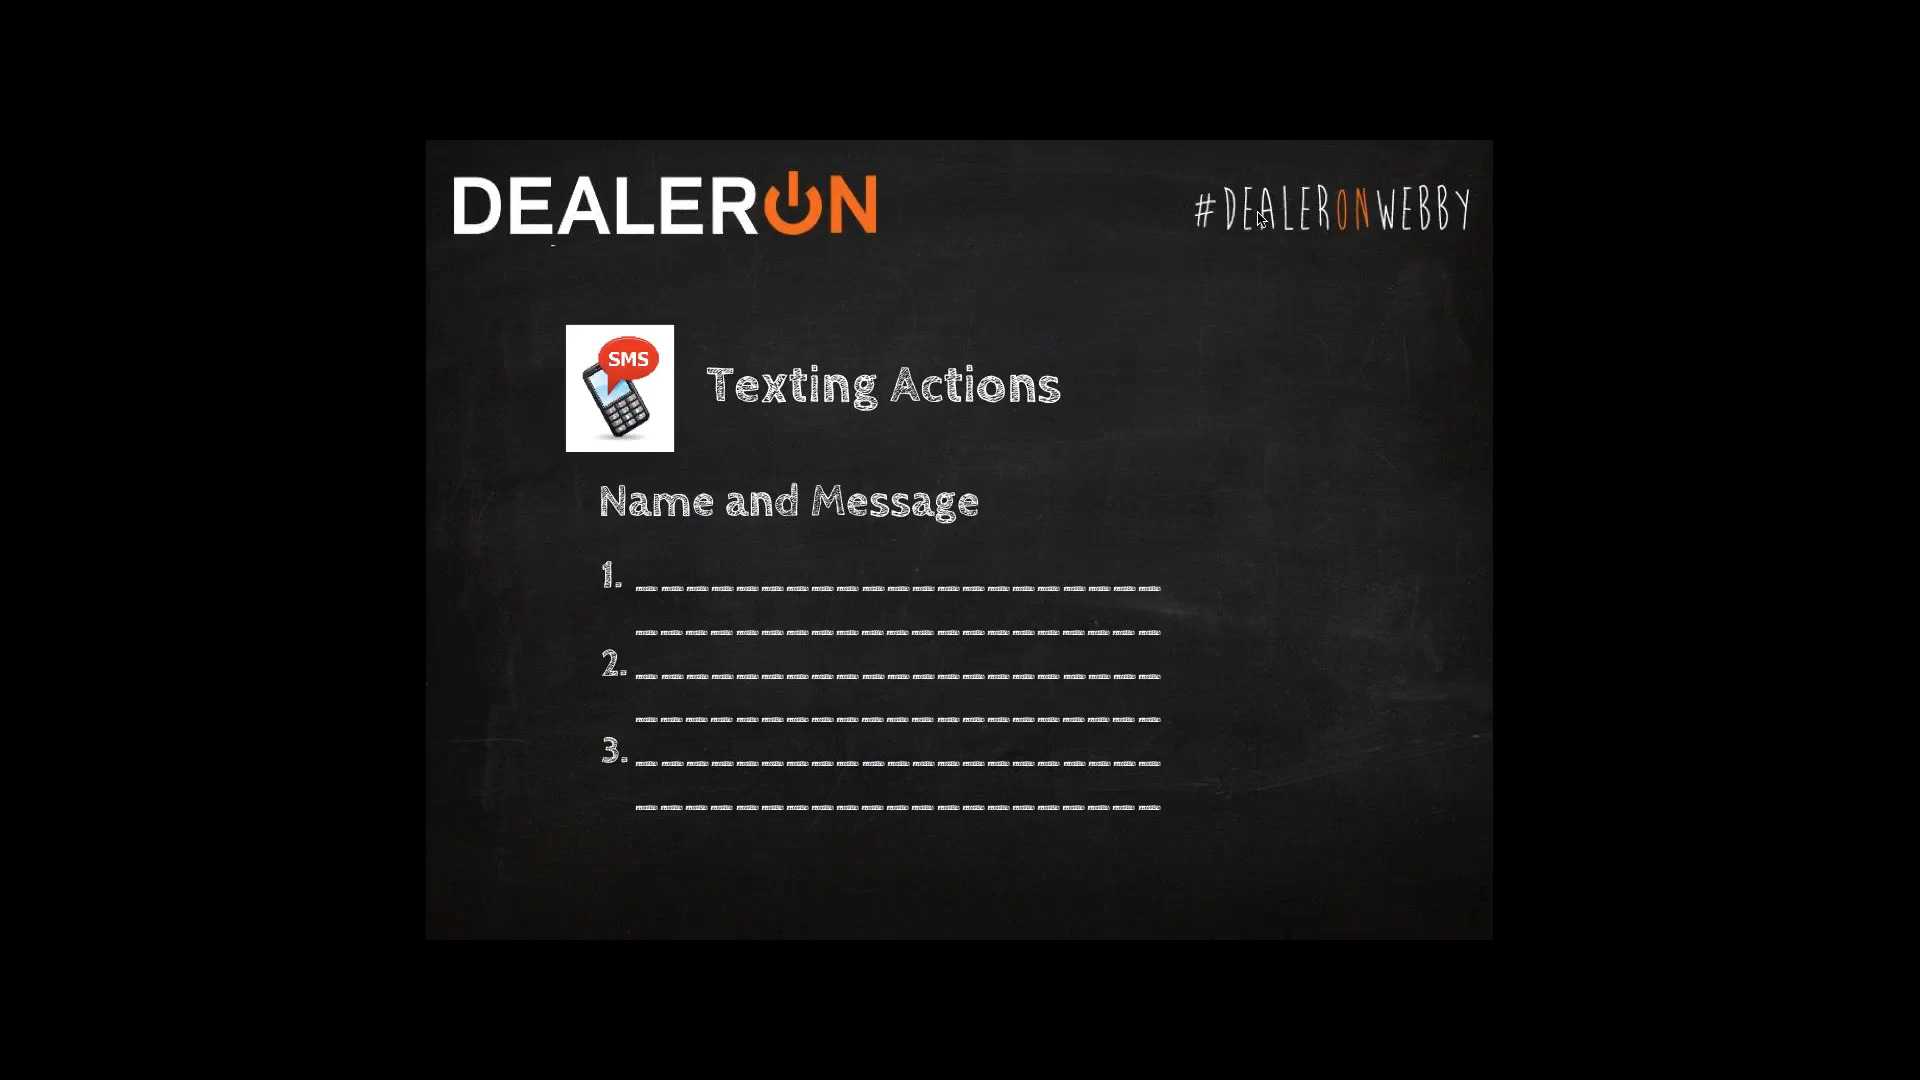 DEALERON
#DEALERONWEBBY
SMS
Texting Actions
Name and Message
1. _ _ _ _ _ _ _ _ _ _ _ _ _ _ _ _ _ _ _ _ _
_ _ _ _ _ _ _ _ _ _ _ _ _ _ _ _ _ _ _ _ _
2. _ _ _ _ _ _ _ _ _ _ _ _ _ _ _ _ _ _ _ _ _
_ _ _ _ _ _ _ _ _ _ _ _ _ _ _ _ _ _ _ _ _
3. _ _ _ _ _ _ _ _ _ _ _ _ _ _ _ _ _ _ _ _ _
_ _ _ _ _ _ _ _ _ _ _ _ _ _ _ _ _ _ _ _ _